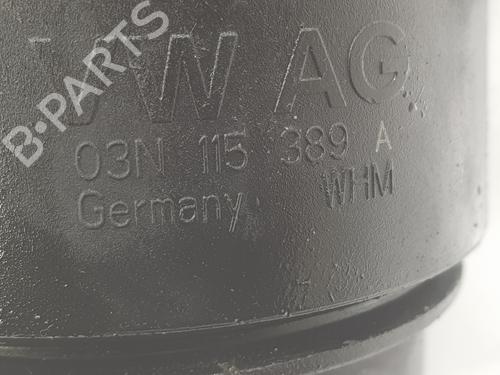 VW AG
03N 115 389 A
Germany WHM
B-PARTS